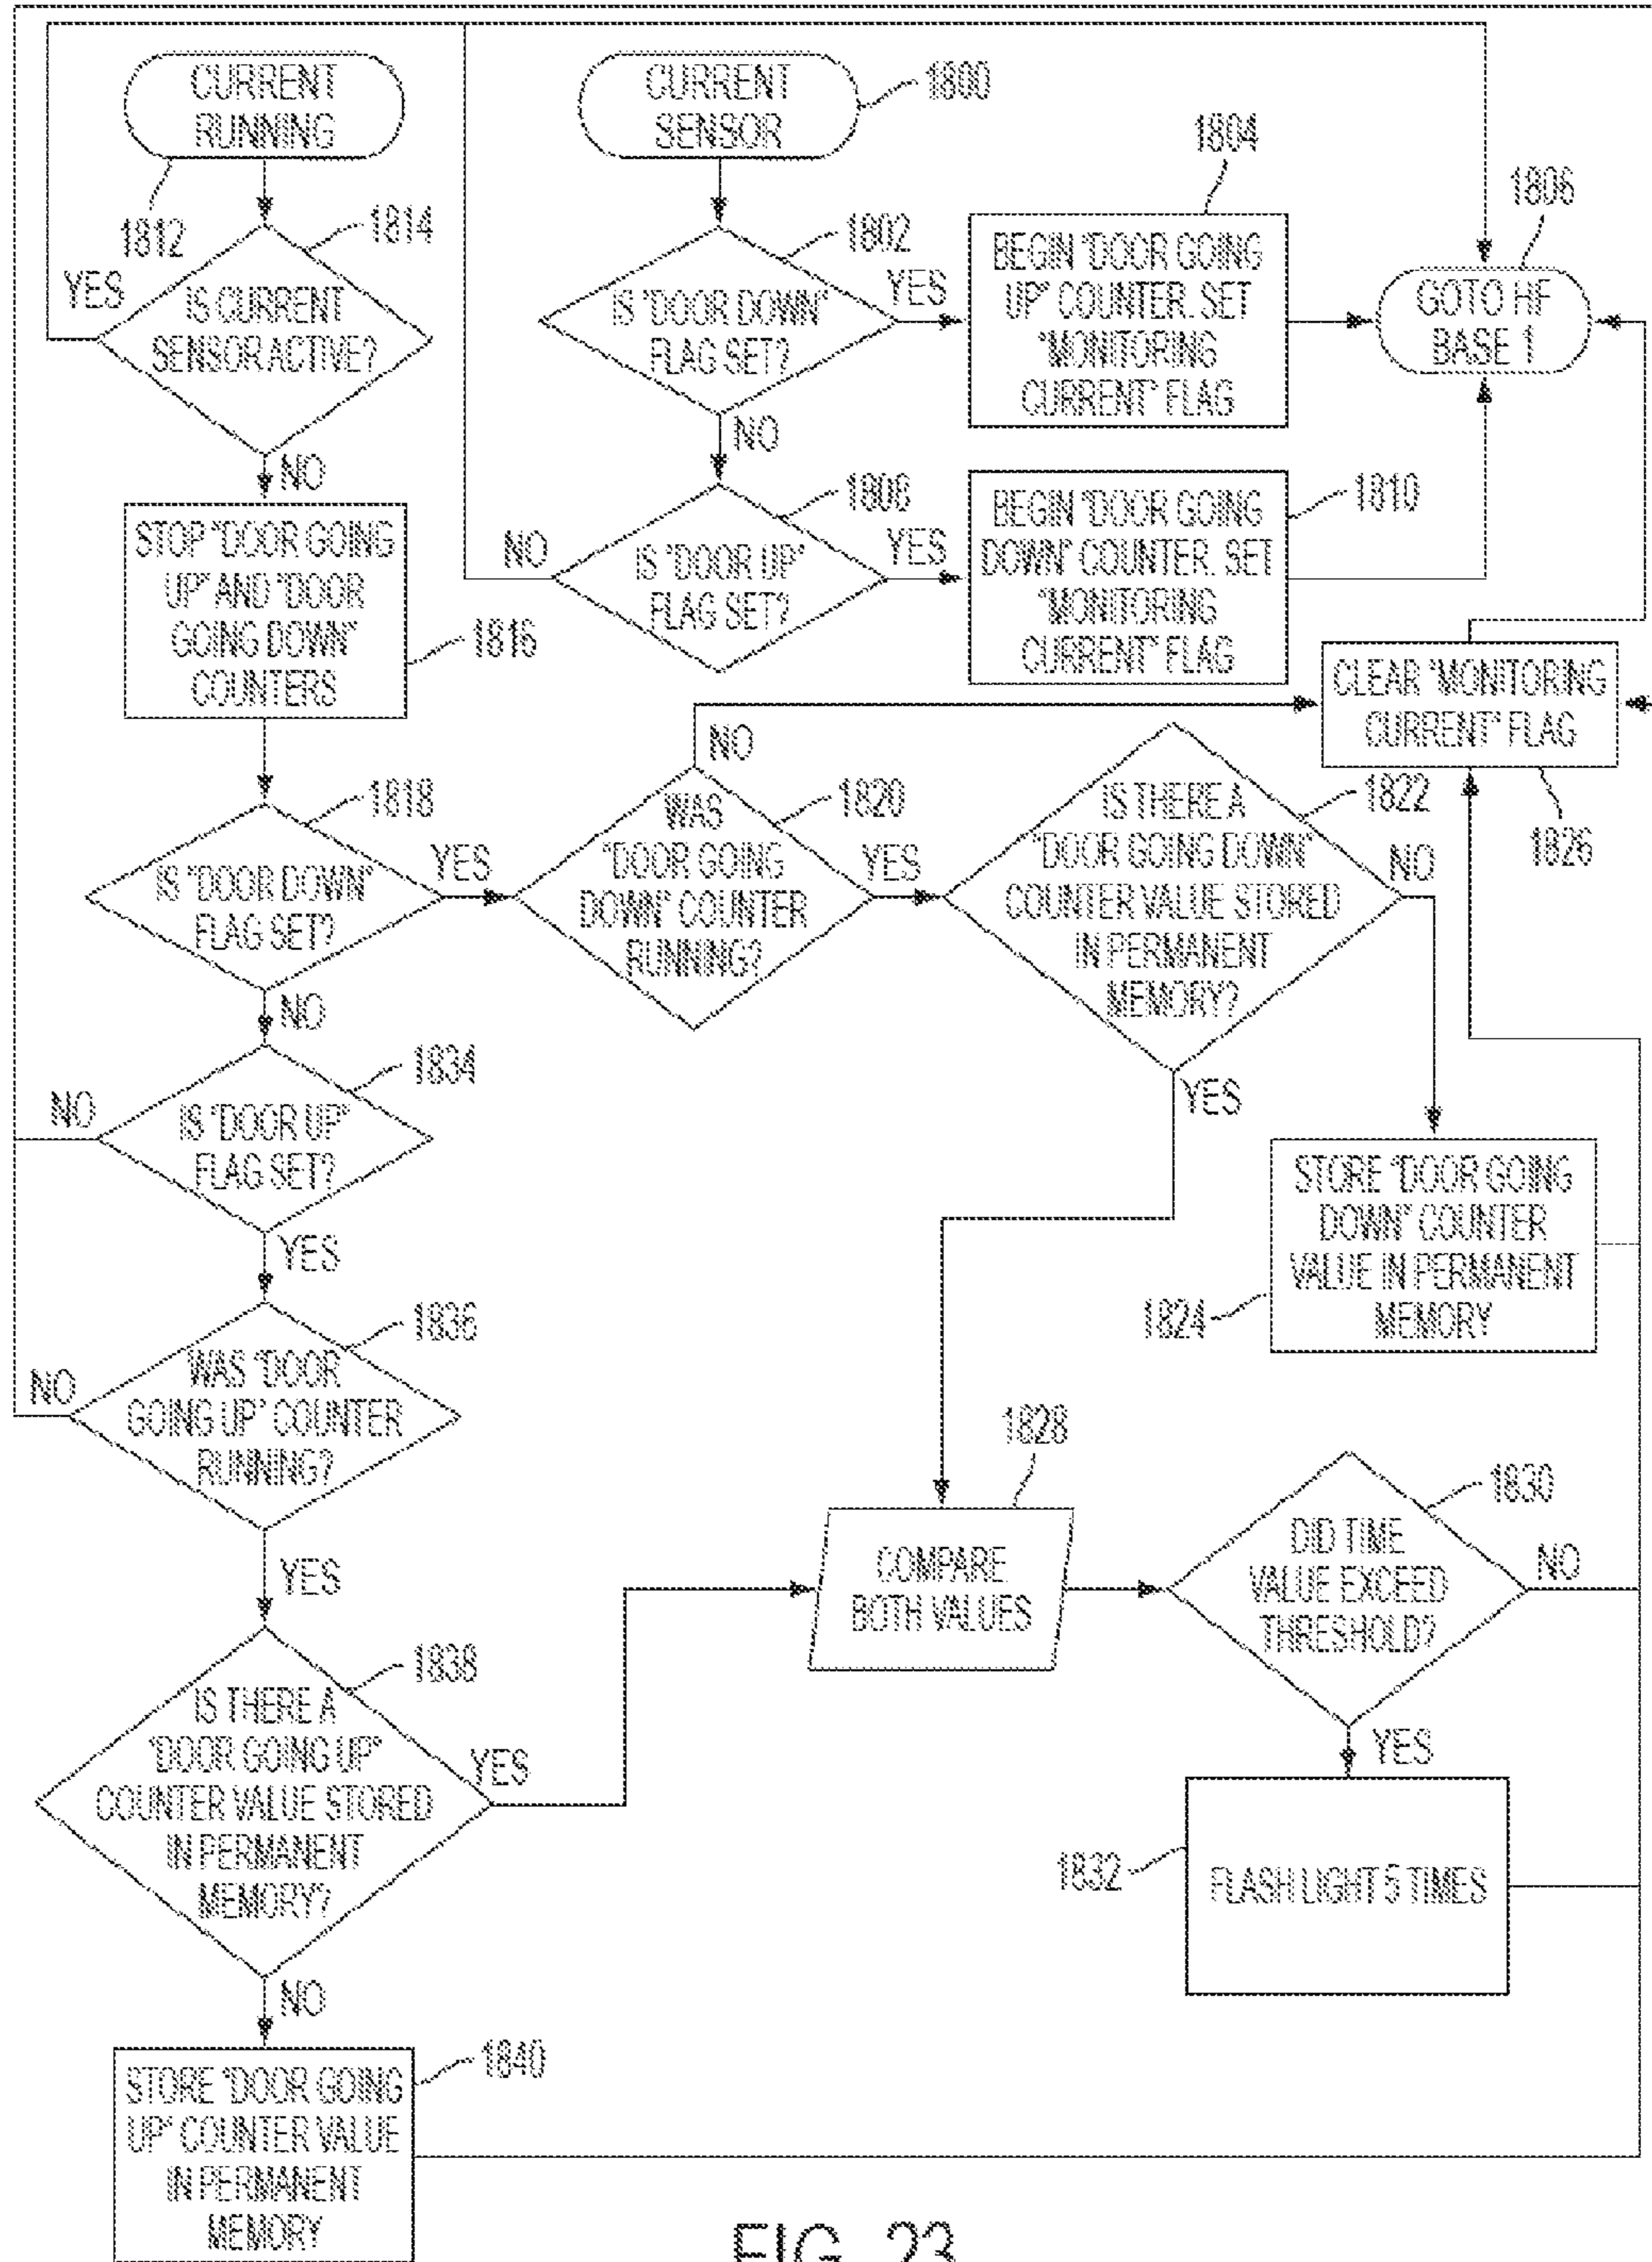 CURRENT
RUNNING
1812
CURRENT
SENSOR
1800
1814
YES
IS CURRENT
SENSOR ACTIVE?
NO
1802
IS "DOOR DOWN"
FLAG SET?
YES
NO
1804
BEGIN "DOOR GOING
UP" COUNTER. SET
"MONITORING
CURRENT" FLAG
1806
GOTO HF
BASE 1
STOP "DOOR GOING
UP" AND "DOOR
GOING DOWN"
COUNTERS
1816
1808
NO
IS "DOOR UP"
FLAG SET?
YES
BEGIN "DOOR GOING
DOWN" COUNTER. SET
"MONITORING
CURRENT" FLAG
1810
CLEAR "MONITORING
CURRENT" FLAG
1826
1818
IS "DOOR DOWN"
FLAG SET?
YES
NO
NO
1820
WAS
"DOOR GOING
DOWN" COUNTER
RUNNING?
YES
1822
IS THERE A
"DOOR GOING DOWN"
COUNTER VALUE STORED
IN PERMANENT
MEMORY?
NO
YES
1834
NO
IS "DOOR UP"
FLAG SET?
YES
STORE "DOOR GOING
DOWN" COUNTER
VALUE IN PERMANENT
MEMORY
1824
1836
NO
WAS "DOOR
GOING UP" COUNTER
RUNNING?
YES
1828
COMPARE
BOTH VALUES
1830
DID TIME
VALUE EXCEED
THRESHOLD?
NO
YES
1838
IS THERE A
"DOOR GOING UP"
COUNTER VALUE STORED
IN PERMANENT
MEMORY?
YES
NO
1832
FLASH LIGHT 5 TIMES
1840
STORE "DOOR GOING
UP" COUNTER VALUE
IN PERMANENT
MEMORY
FIG. 23